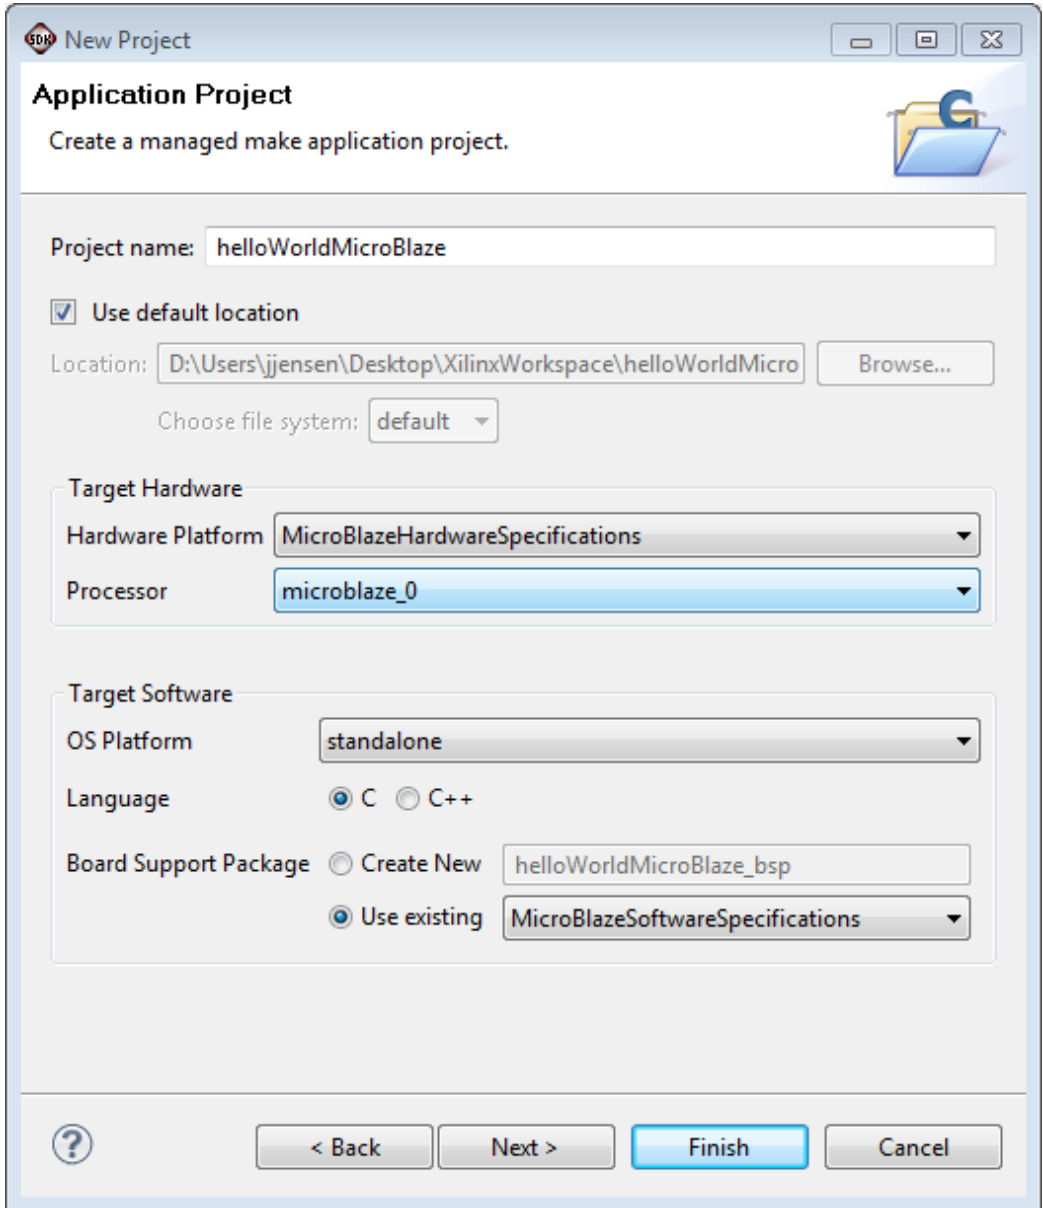 SDK New Project
Application Project
Create a managed make application project.
C
Project name: helloWorldMicroBlaze
Use default location
Location: D:\Users\jjensen\Desktop\XilinxWorkspace\helloWorldMicro Browse...
Choose file system: default
Target Hardware
Hardware Platform MicroBlazeHardwareSpecifications
Processor microblaze_0
Target Software
OS Platform standalone
Language C C++
Board Support Package Create New helloWorldMicroBlaze_bsp
Use existing MicroBlazeSoftwareSpecifications
? < Back Next > Finish Cancel